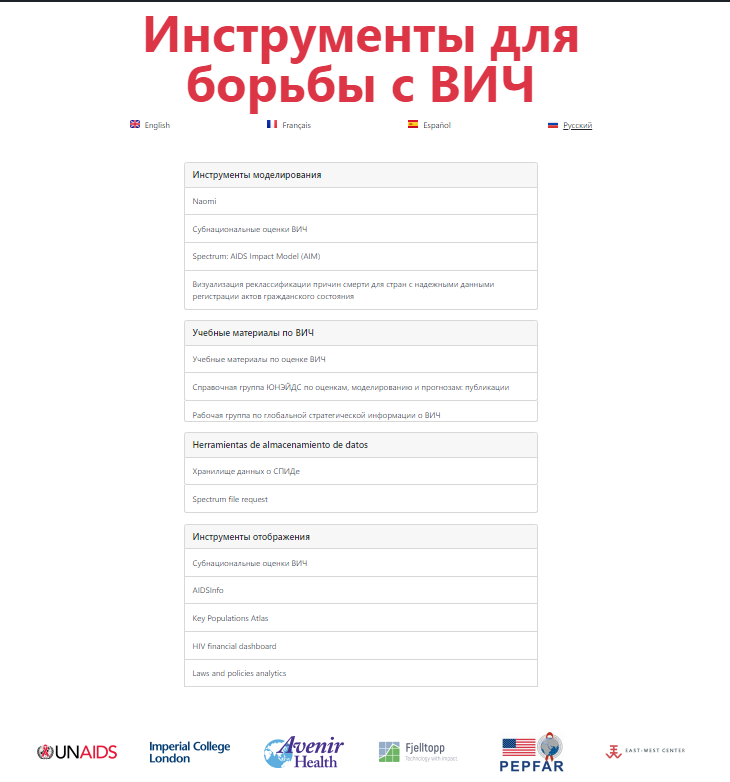 Инструменты для
борьбы с ВИЧ
English
Français
Español
Русский
Инструменты моделирования
Naomi
Субнациональные оценки ВИЧ
Spectrum: AIDS Impact Model (AIM)
Визуализация реклассификации причин смерти для стран с надежными данными
регистрации актов гражданского состояния
Учебные материалы по ВИЧ
Учебные материалы по оценке ВИЧ
Справочная группа ЮНЭЙДС по оценкам, моделированию и прогнозам: публикации
Рабочая группа по глобальной стратегической информации о ВИЧ
Herramientas de almacenamiento de datos
Хранилище данных о СПИДе
Spectrum file request
Инструменты отображения
Субнациональные оценки ВИЧ
AIDSInfo
Key Populations Atlas
HIV financial dashboard
Laws and policies analytics
UNAIDS
Imperial College
London
Avenir
Health
Fjelltopp
Technology with impact.
PEPFAR
EAST-WEST CENTER